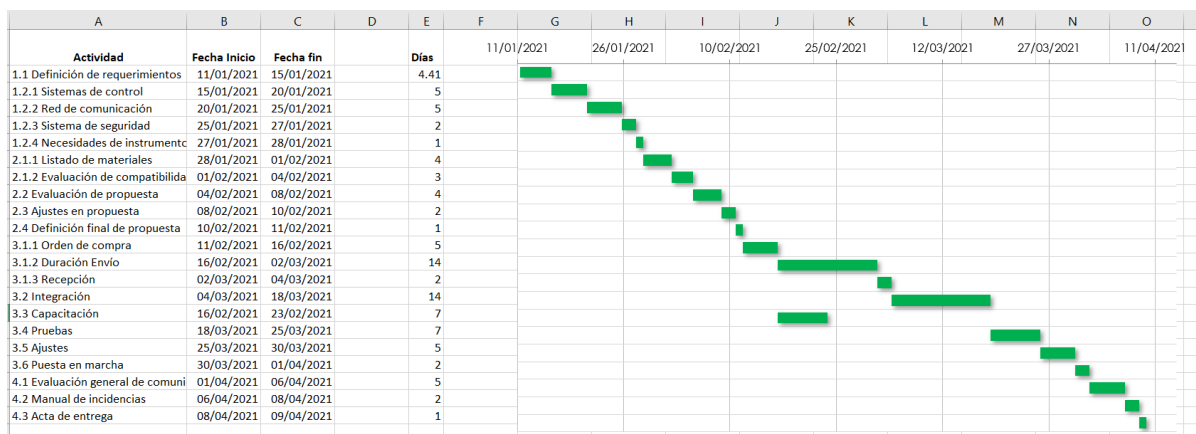 A B C D E F G H I J K L M N O
11/01/2021 26/01/2021 10/02/2021 25/02/2021 12/03/2021 27/03/2021 11/04/2021
Actividad Fecha Inicio Fecha fin Días
1.1 Definición de requerimientos 11/01/2021 15/01/2021 4.41
1.2.1 Sistemas de control 15/01/2021 20/01/2021 5
1.2.2 Red de comunicación 20/01/2021 25/01/2021 5
1.2.3 Sistema de seguridad 25/01/2021 27/01/2021 2
1.2.4 Necesidades de instrumento 27/01/2021 28/01/2021 1
2.1.1 Listado de materiales 28/01/2021 01/02/2021 4
2.1.2 Evaluación de compatibilida 01/02/2021 04/02/2021 3
2.2 Evaluación de propuesta 04/02/2021 08/02/2021 4
2.3 Ajustes en propuesta 08/02/2021 10/02/2021 2
2.4 Definición final de propuesta 10/02/2021 11/02/2021 1
3.1.1 Orden de compra 11/02/2021 16/02/2021 5
3.1.2 Duración Envío 16/02/2021 02/03/2021 14
3.1.3 Recepción 02/03/2021 04/03/2021 2
3.2 Integración 04/03/2021 18/03/2021 14
3.3 Capacitación 16/02/2021 23/02/2021 7
3.4 Pruebas 18/03/2021 25/03/2021 7
3.5 Ajustes 25/03/2021 30/03/2021 5
3.6 Puesta en marcha 30/03/2021 01/04/2021 2
4.1 Evaluación general de comuni 01/04/2021 06/04/2021 5
4.2 Manual de incidencias 06/04/2021 08/04/2021 2
4.3 Acta de entrega 08/04/2021 09/04/2021 1